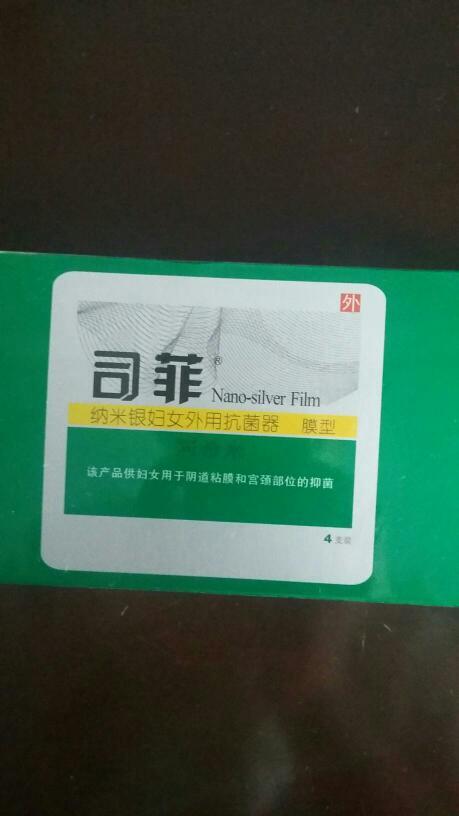 外
司菲®
Nano-silver Film
纳米银妇女外用抗菌器 膜型
该产品供妇女用于阴道粘膜和宫颈部位的抑菌
4支装